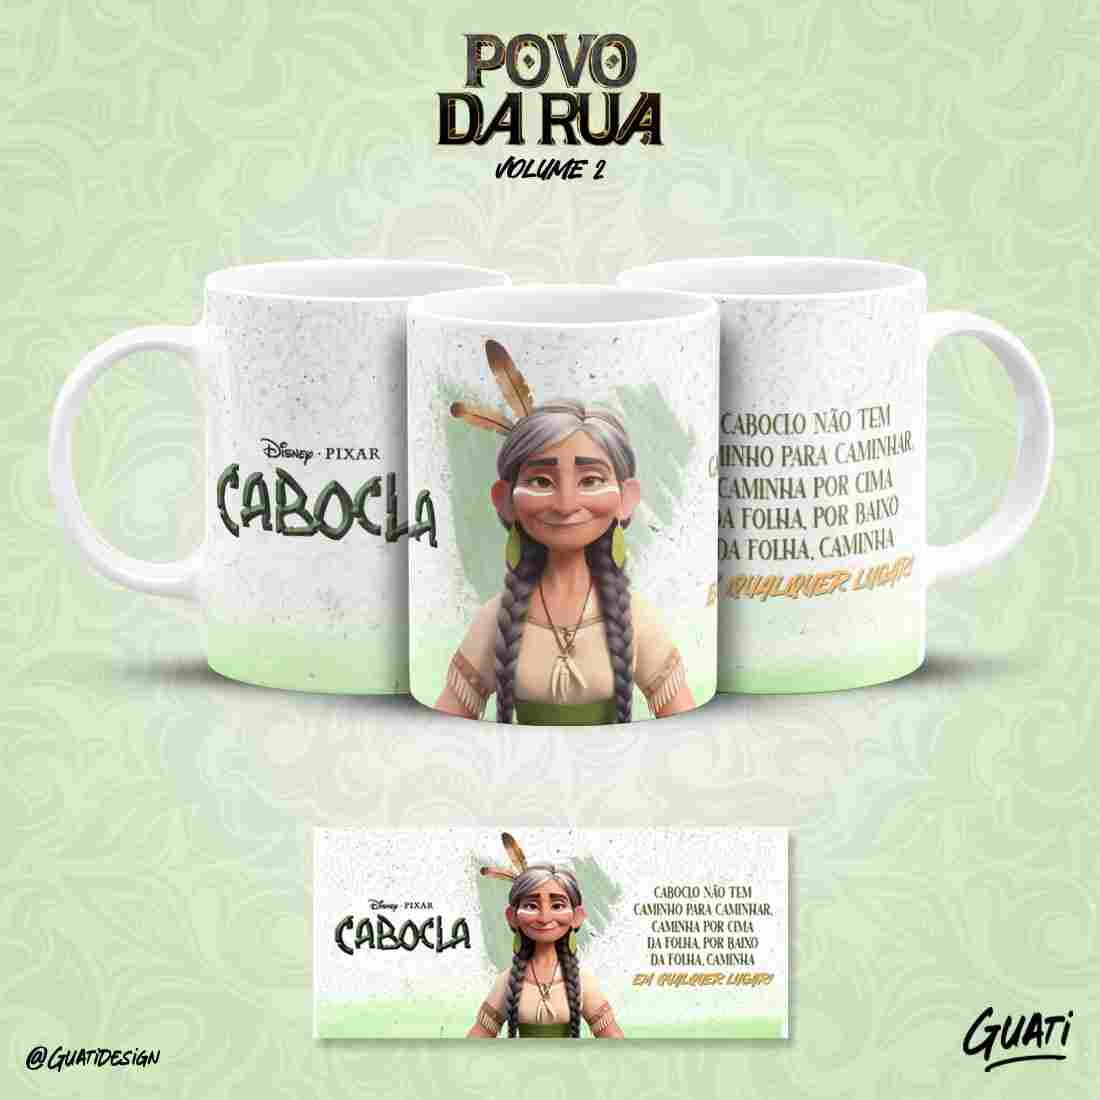 POVO
DA RUA
VOLUME 2
Disney · PIXAR
CABOCLA
CABOCLO NÃO TEM
CAMINHO PARA CAMINHAR,
CAMINHA POR CIMA
DA FOLHA, POR BAIXO
DA FOLHA, CAMINHA
EM QUALQUER LUGAR!
Disney · PIXAR
CABOCLA
CABOCLO NÃO TEM
CAMINHO PARA CAMINHAR,
CAMINHA POR CIMA
DA FOLHA, POR BAIXO
DA FOLHA, CAMINHA
EM QUALQUER LUGAR!
@GUATIDESIGN
GUATI